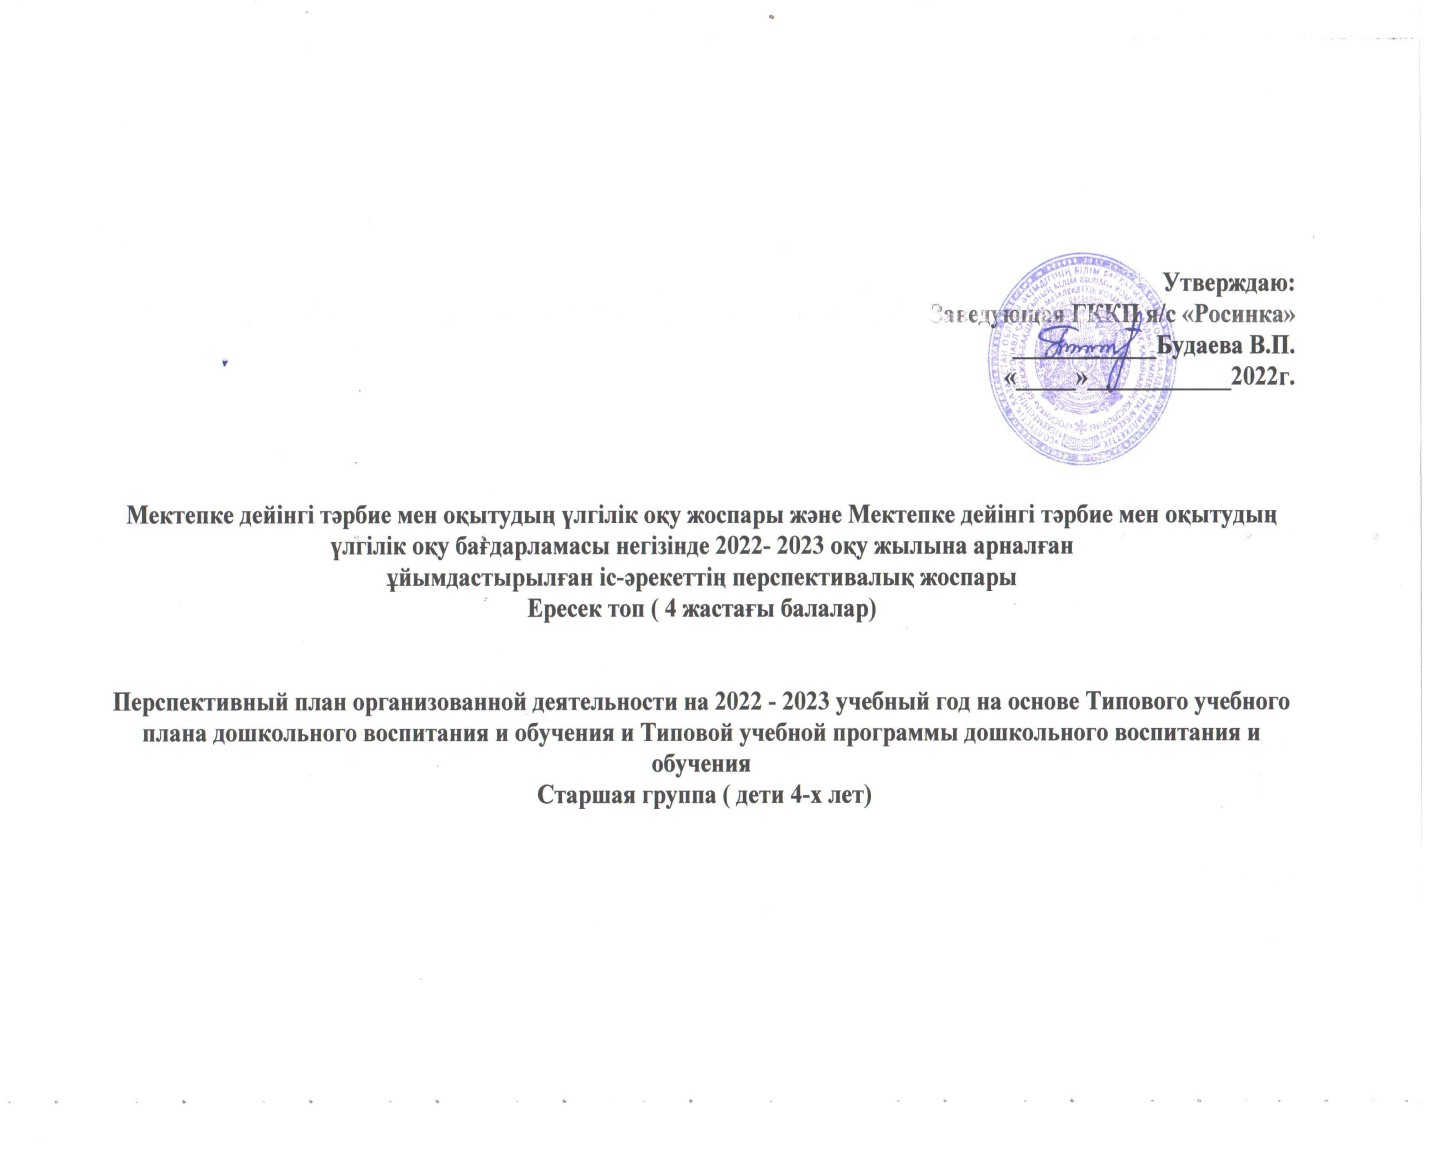 Утверждаю:
Заведующая ГККП я/с «Росинка»
____________Будаева В.П.
«_____»____________2022г.
Мектепке дейінгі тәрбие мен оқытудың үлгілік оқу жоспары және Мектепке дейінгі тәрбие мен оқытудың
үлгілік оқу бағдарламасы негізінде 2022- 2023 оқу жылына арналған
ұйымдастырылған іс-әрекеттің перспективалық жоспары
Ересек топ ( 4 жастағы балалар)
Перспективный план организованной деятельности на 2022 - 2023 учебный год на основе Типового учебного
плана дошкольного воспитания и обучения и Типовой учебной программы дошкольного воспитания и
обучения
Старшая группа ( дети 4-х лет)